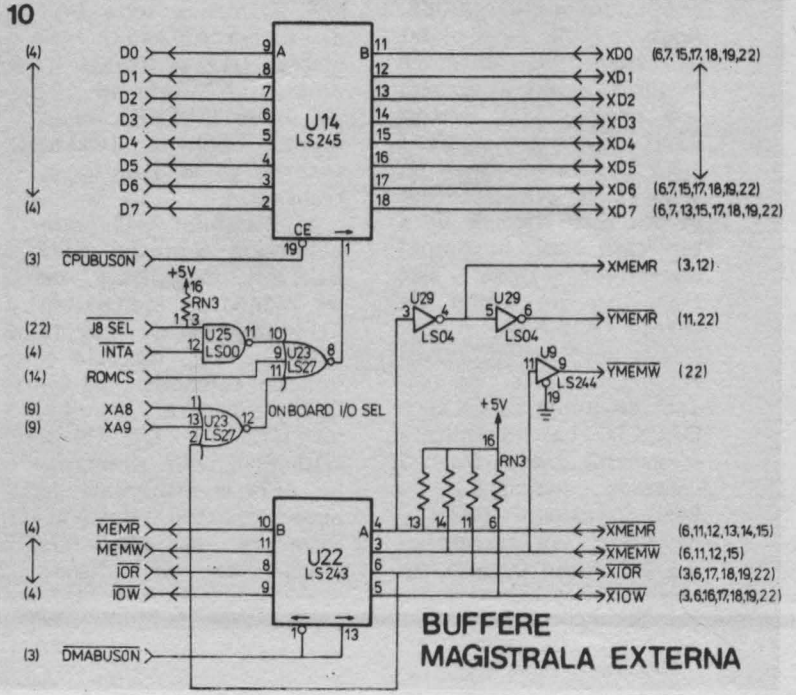 10
(4) D0 9 A B 11 XD0 (6,7,15,17,18,19,22)
D1 8 12 XD1
D2 7 13 XD2
D3 6 U14 14 XD3
D4 5 LS245 15 XD4
D5 4 16 XD5
D6 3 17 XD6 (6,7,15,17,18,19,22)
(4) D7 2 18 XD7 (6,7,13,15,17,18,19,22)
CE
19 1
(3) CPUBUSON
XMEMR (3,12)
+5V
16
RN3
U29 U29
3 4 5 6 YMEMR (11,22)
LS04 LS04
1 3
(22) J8 SEL
U25 11 10
LS00
(4) INTA 12
9 U23 8
LS27
U9
11 9 YMEMW (22)
LS244
19
(14) ROMCS 11
(9) XA8 11
ONBOARD I/O SEL
+5V
(9) XA9 13 U23 12
LS27
2
16
RN3
13 14 11 6
(4) MEMR 10 B A 4 XMEMR (6,11,12,13,14,15)
MEMW 11 U22 3 XMEMW (6,11,12,15)
IOR 8 LS243 6 XIOR (3,6,17,18,19,22)
(4) IOW 9 5 XIOW (3,6,16,17,18,19,22)
1 13
(3) DMABUSON
BUFFERE
MAGISTRALA EXTERNA